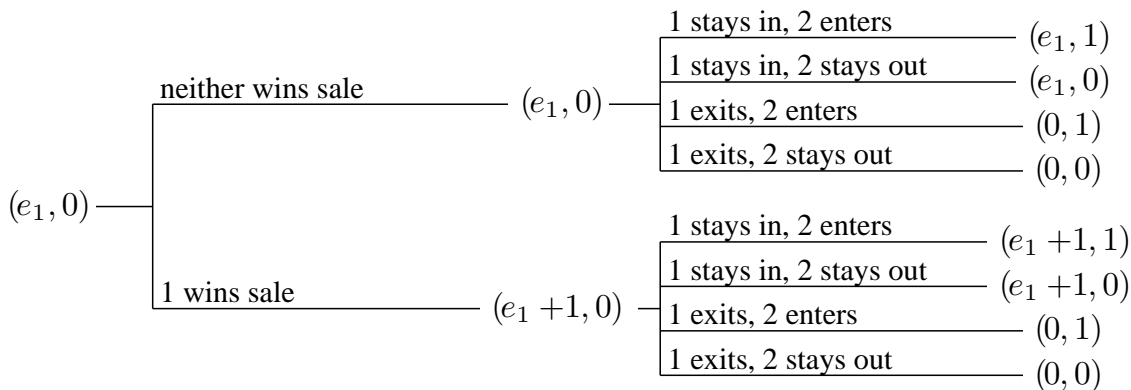 1 stays in, 2 enters (e₁, 1)
neither wins sale 1 stays in, 2 stays out (e₁, 0)
(e₁, 0) 1 exits, 2 enters (0, 1)
1 exits, 2 stays out (0, 0)
(e₁, 0)
1 stays in, 2 enters (e₁ +1, 1)
1 wins sale 1 stays in, 2 stays out (e₁ +1, 0)
(e₁ +1, 0) 1 exits, 2 enters (0, 1)
1 exits, 2 stays out (0, 0)